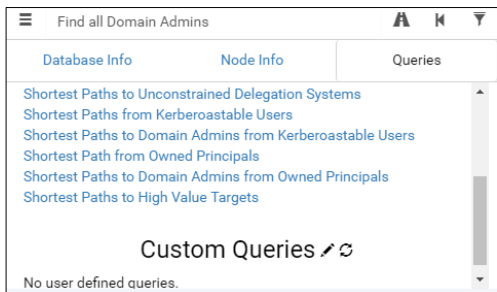 Find all Domain Admins
Database Info
Node Info
Queries
Shortest Paths to Unconstrained Delegation Systems
Shortest Paths from Kerberoastable Users
Shortest Paths to Domain Admins from Kerberoastable Users
Shortest Path from Owned Principals
Shortest Paths to Domain Admins from Owned Principals
Shortest Paths to High Value Targets
Custom Queries
No user defined queries.